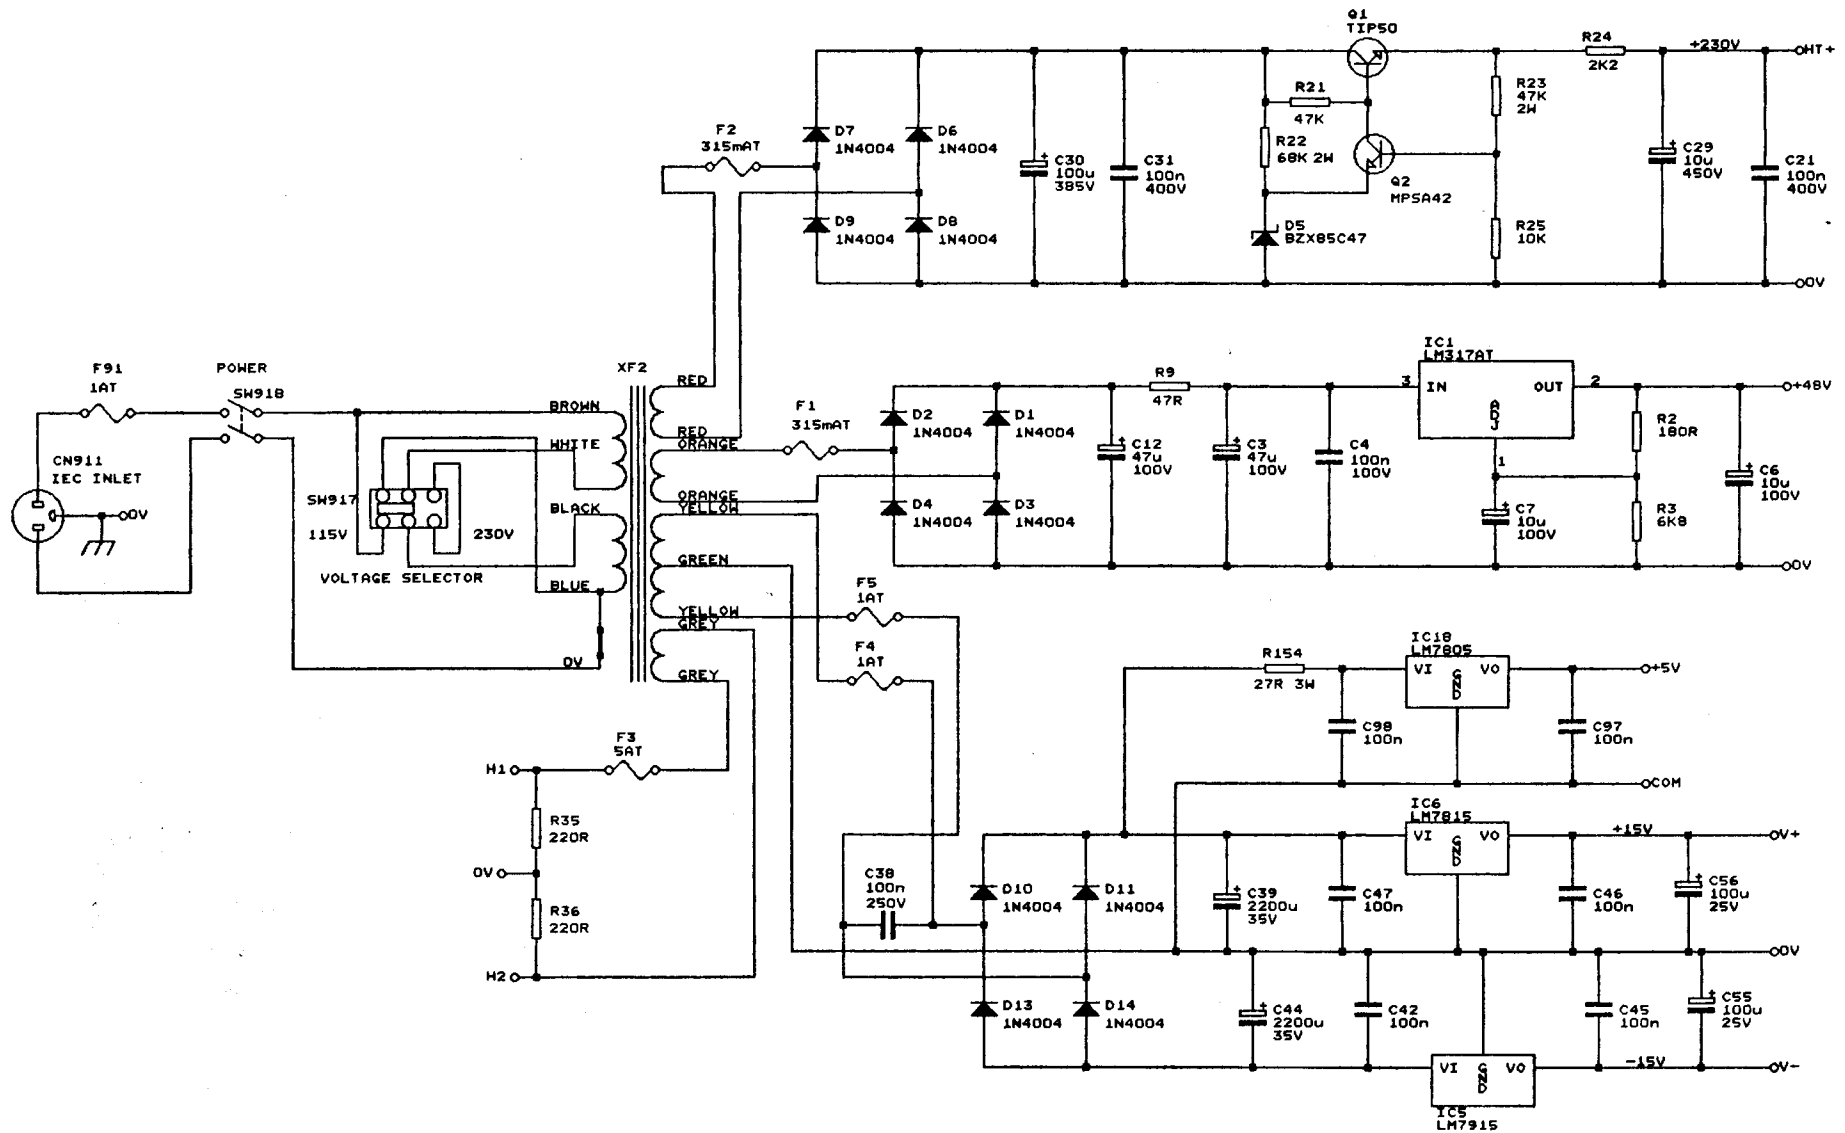 Q1
TIP50
R24
2K2
+230V
HT+
R21
47K
R23
47K
2W
F2
315mAT
D7
1N4004
D6
1N4004
C30
100u
385V
C31
100n
400V
R22
68K 2W
Q2
MPSA42
C29
10u
450V
C21
100n
400V
D9
1N4004
D8
1N4004
D5
BZX85C47
R25
10K
0V
F91
1AT
POWER
SW918
XF2
RED
BROWN
RED
ORANGE
WHITE
F1
315mAT
D2
1N4004
D1
1N4004
R9
47R
IC1
LM317AT
3
IN
OUT
2
ADJ
1
+48V
R2
180R
C12
47u
100V
C3
47u
100V
C4
100n
100V
C6
10u
100V
CN911
IEC INLET
0V
SW917
115V
230V
VOLTAGE SELECTOR
BLACK
BLUE
0V
ORANGE
YELLOW
GREEN
YELLOW
GREY
GREY
D4
1N4004
D3
1N4004
C7
10u
100V
R3
6K8
0V
F5
1AT
F4
1AT
R154
27R 3W
IC18
LM7805
VI
VO
GND
+5V
C98
100n
C97
100n
COM
F3
5AT
H1
R35
220R
0V
R36
220R
H2
IC6
LM7815
VI
VO
GND
+15V
V+
C38
100n
250V
D10
1N4004
D11
1N4004
C39
2200u
35V
C47
100n
C46
100n
C56
100u
25V
0V
D13
1N4004
D14
1N4004
C44
2200u
35V
C42
100n
C45
100n
C55
100u
25V
VI
VO
GND
-15V
V-
IC5
LM7915